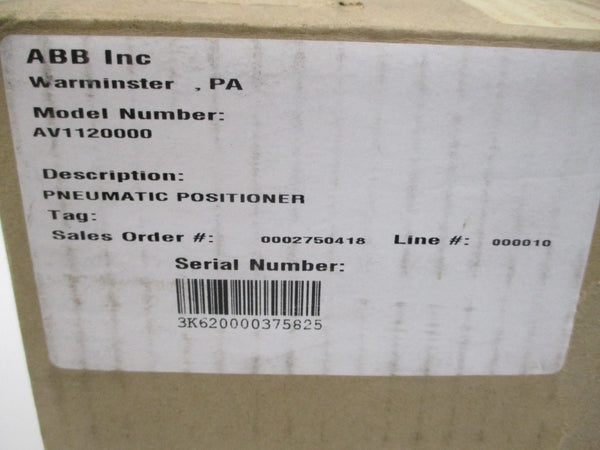 ABB Inc
Warminster , PA
Model Number:
AV1120000
Description:
PNEUMATIC POSITIONER
Tag:
Sales Order #: 0002750418 Line #: 000010
Serial Number:
3K620000375825